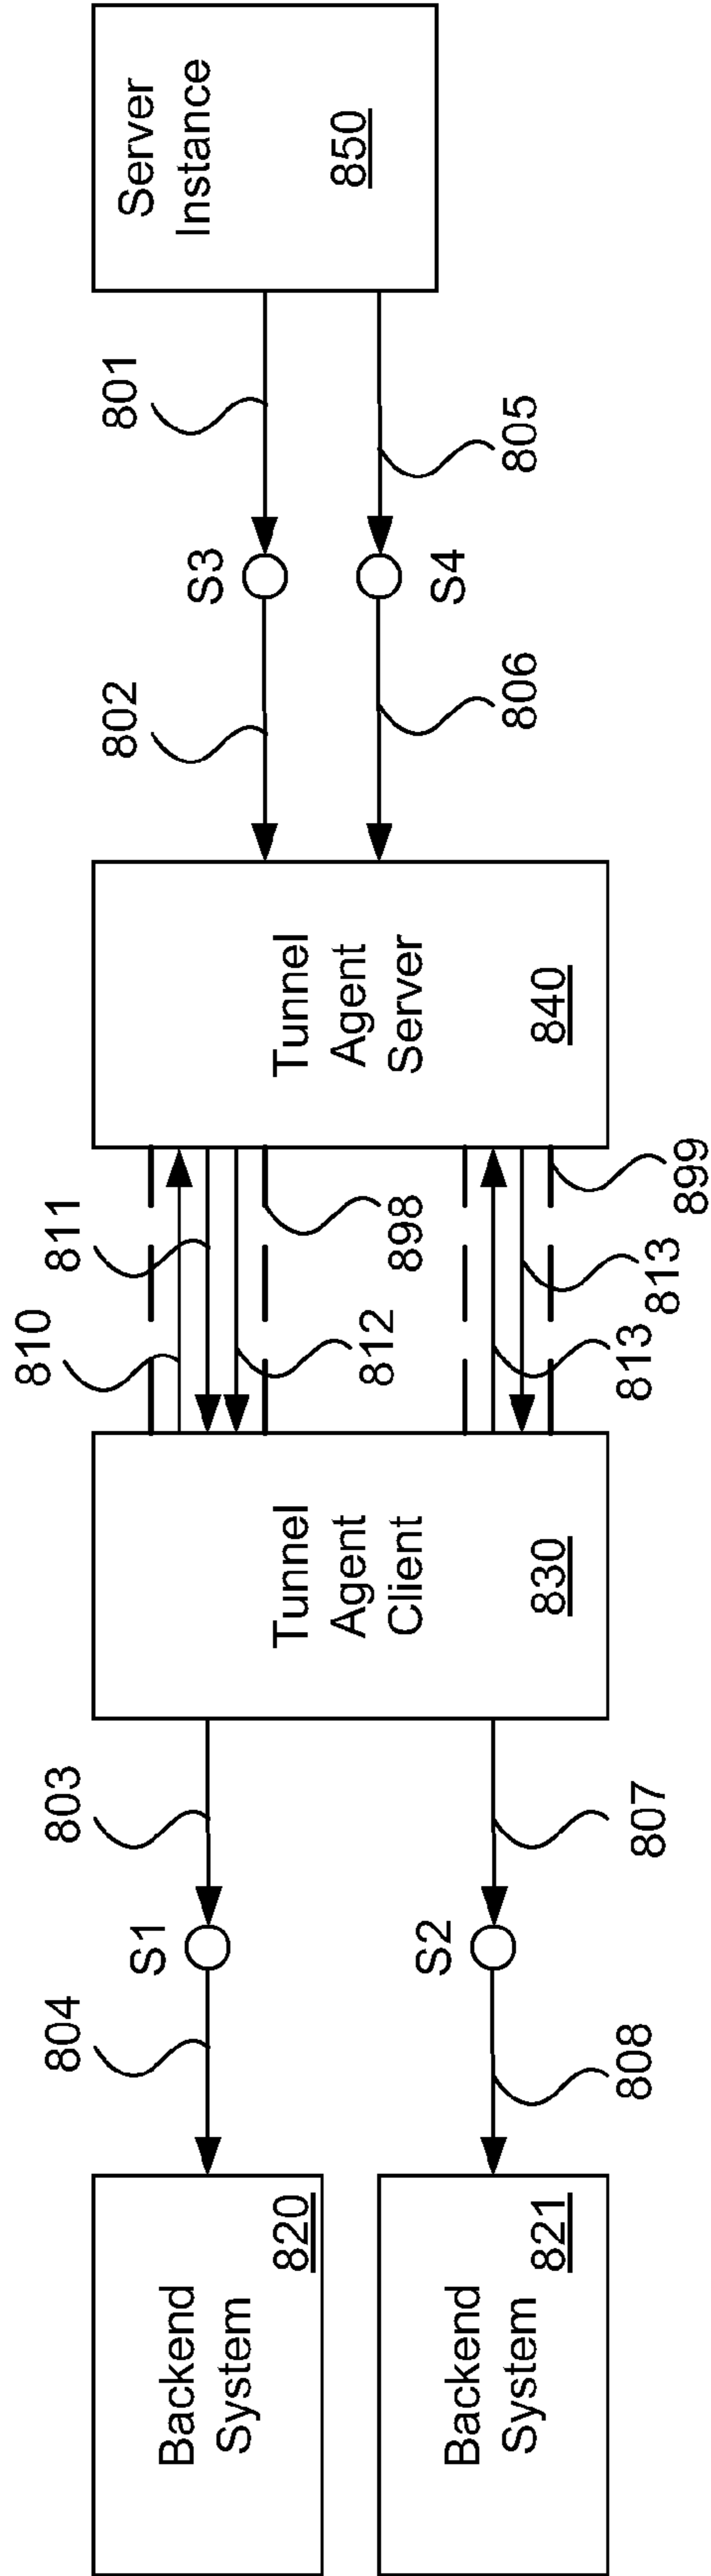 804
803
810
811
802
801
S1
S3
Server
Instance
850
Backend
System
820
Tunnel
Agent
Client
830
Tunnel
Agent
Server
840
812
898
S2
S4
806
805
Backend
System
821
808
807
813
813
899